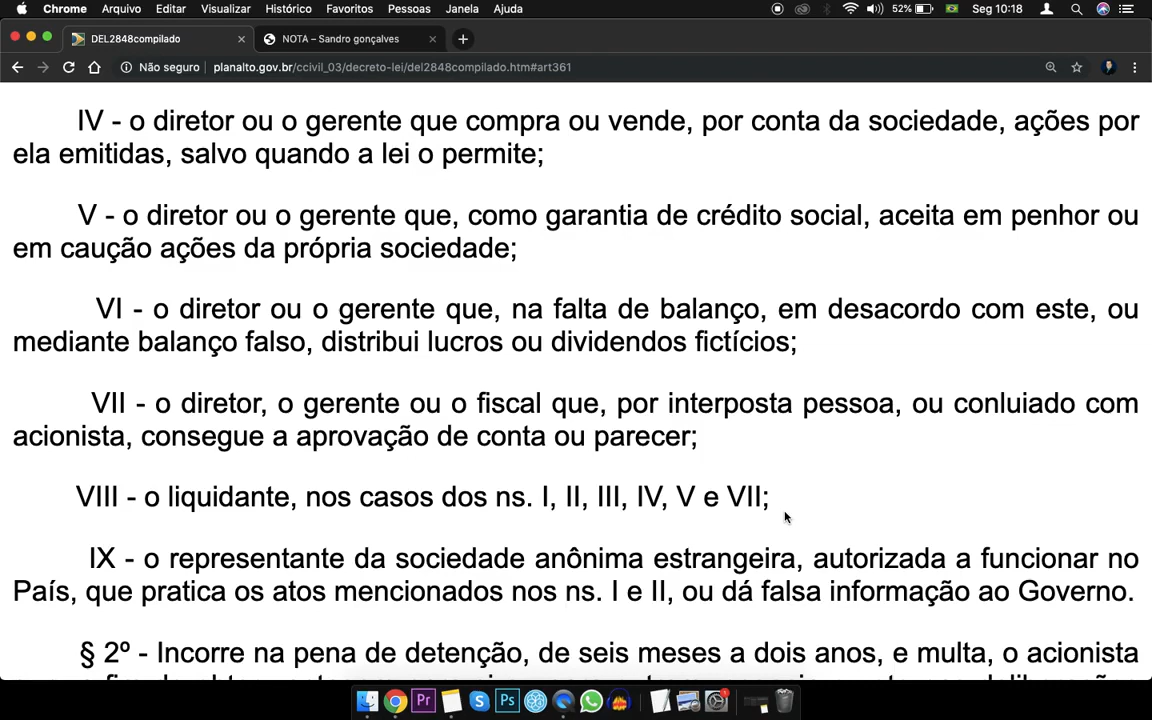 Chrome Arquivo Editar Visualizar Histórico Favoritos Pessoas Janela Ajuda 52% Seg 10:18
DEL2848compilado NOTA – Sandro gonçalves
Não seguro planalto.gov.br/ccivil_03/decreto-lei/del2848compilado.htm#art361
IV - o diretor ou o gerente que compra ou vende, por conta da sociedade, ações por
ela emitidas, salvo quando a lei o permite;
V - o diretor ou o gerente que, como garantia de crédito social, aceita em penhor ou
em caução ações da própria sociedade;
VI - o diretor ou o gerente que, na falta de balanço, em desacordo com este, ou
mediante balanço falso, distribui lucros ou dividendos fictícios;
VII - o diretor, o gerente ou o fiscal que, por interposta pessoa, ou conluiado com
acionista, consegue a aprovação de conta ou parecer;
VIII - o liquidante, nos casos dos ns. I, II, III, IV, V e VII;
IX - o representante da sociedade anônima estrangeira, autorizada a funcionar no
País, que pratica os atos mencionados nos ns. I e II, ou dá falsa informação ao Governo.
§ 2º - Incorre na pena de detenção, de seis meses a dois anos, e multa, o acionista
Pr Ps